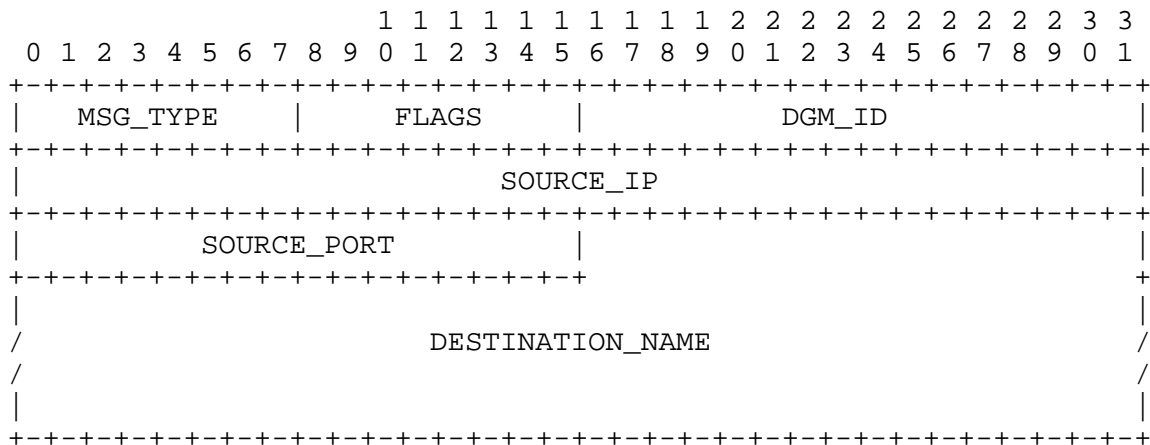 1 1 1 1 1 1 1 1 1 1 2 2 2 2 2 2 2 2 2 2 3 3
 0 1 2 3 4 5 6 7 8 9 0 1 2 3 4 5 6 7 8 9 0 1 2 3 4 5 6 7 8 9 0 1
+-+-+-+-+-+-+-+-+-+-+-+-+-+-+-+-+-+-+-+-+-+-+-+-+-+-+-+-+-+-+-+-+
|   MSG_TYPE    |     FLAGS     |           DGM_ID              |
+-+-+-+-+-+-+-+-+-+-+-+-+-+-+-+-+-+-+-+-+-+-+-+-+-+-+-+-+-+-+-+-+
|                           SOURCE_IP                           |
+-+-+-+-+-+-+-+-+-+-+-+-+-+-+-+-+-+-+-+-+-+-+-+-+-+-+-+-+-+-+-+-+
|          SOURCE_PORT          |                               |
+-+-+-+-+-+-+-+-+-+-+-+-+-+-+-+-+                               +
|                                                               |
/                       DESTINATION_NAME                        /
/                                                               /
|                                                               |
+-+-+-+-+-+-+-+-+-+-+-+-+-+-+-+-+-+-+-+-+-+-+-+-+-+-+-+-+-+-+-+-+